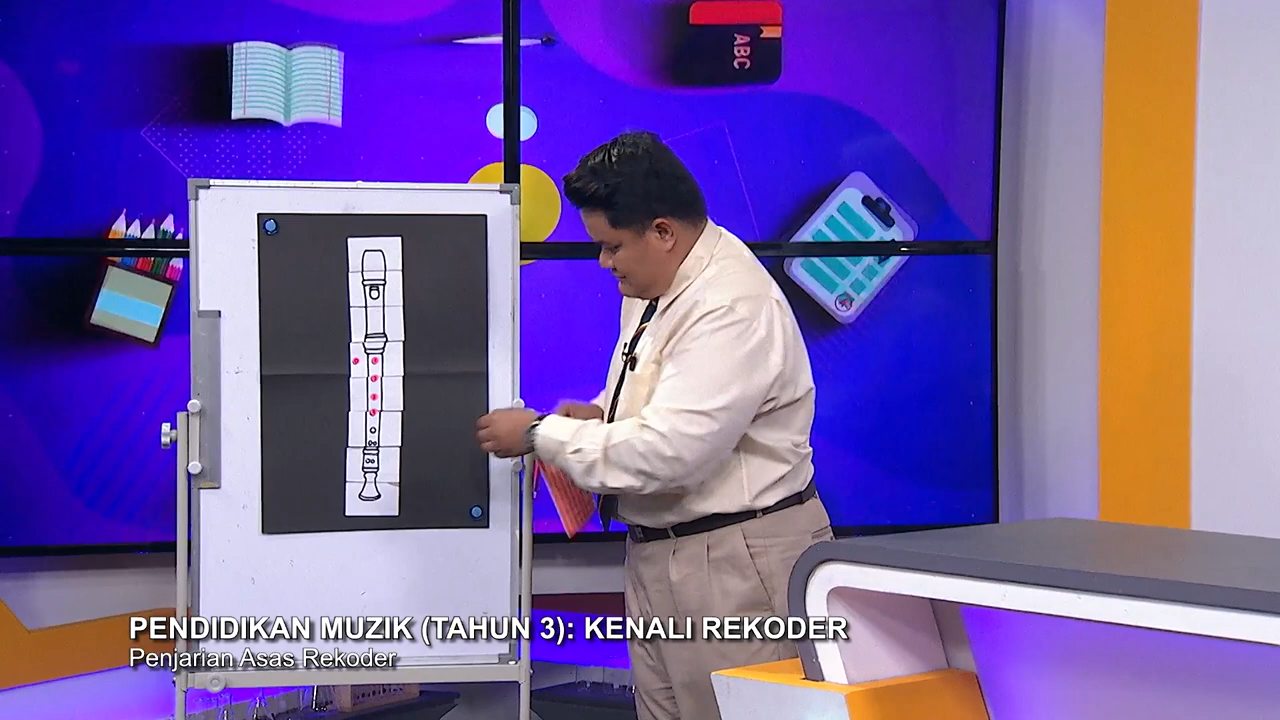 ABC
PENDIDIKAN MUZIK (TAHUN 3): KENALI REKODER
Penjarian Asas Rekoder